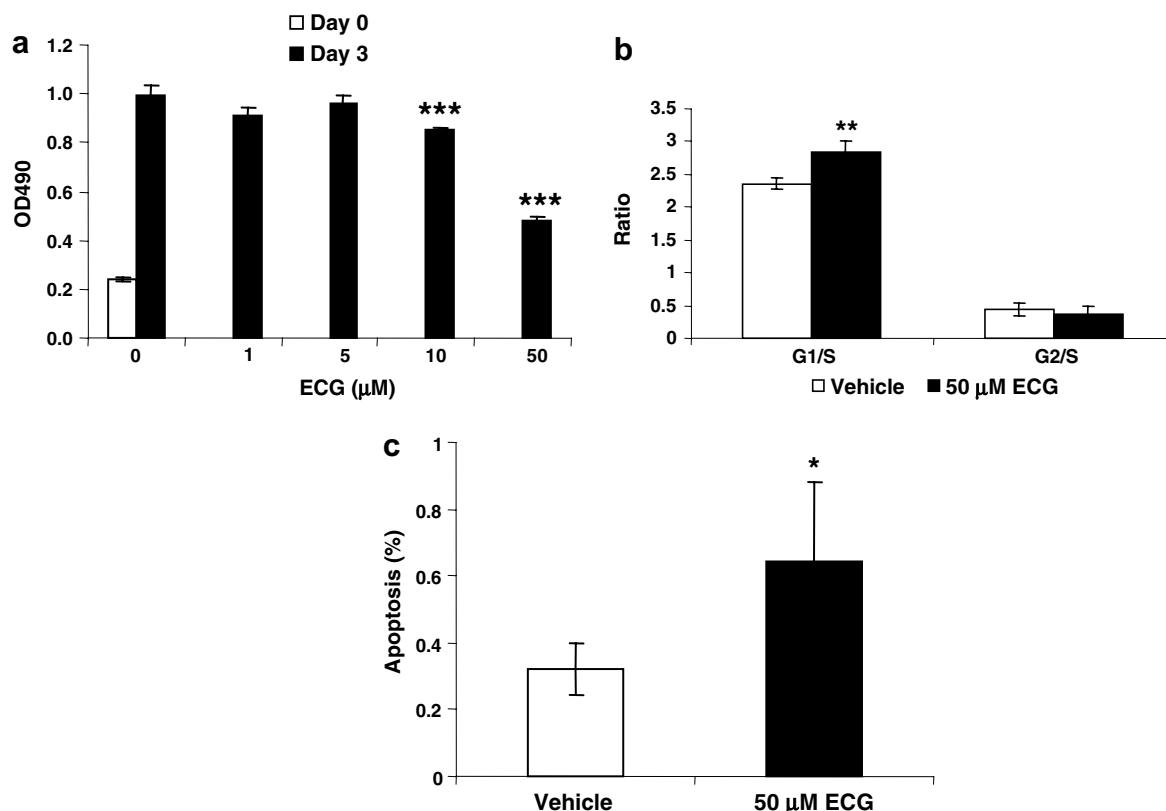 a
Day 0
Day 3
1.2
1.0
0.8
0.6
0.4
0.2
0.0
OD490
***
***
0 1 5 10 50
ECG (μM)
b
3.5
3
2.5
2
1.5
1
0.5
0
Ratio
**
G1/S G2/S
Vehicle 50 μM ECG
c
1
0.8
0.6
0.4
0.2
0
Apoptosis (%)
*
Vehicle 50 μM ECG